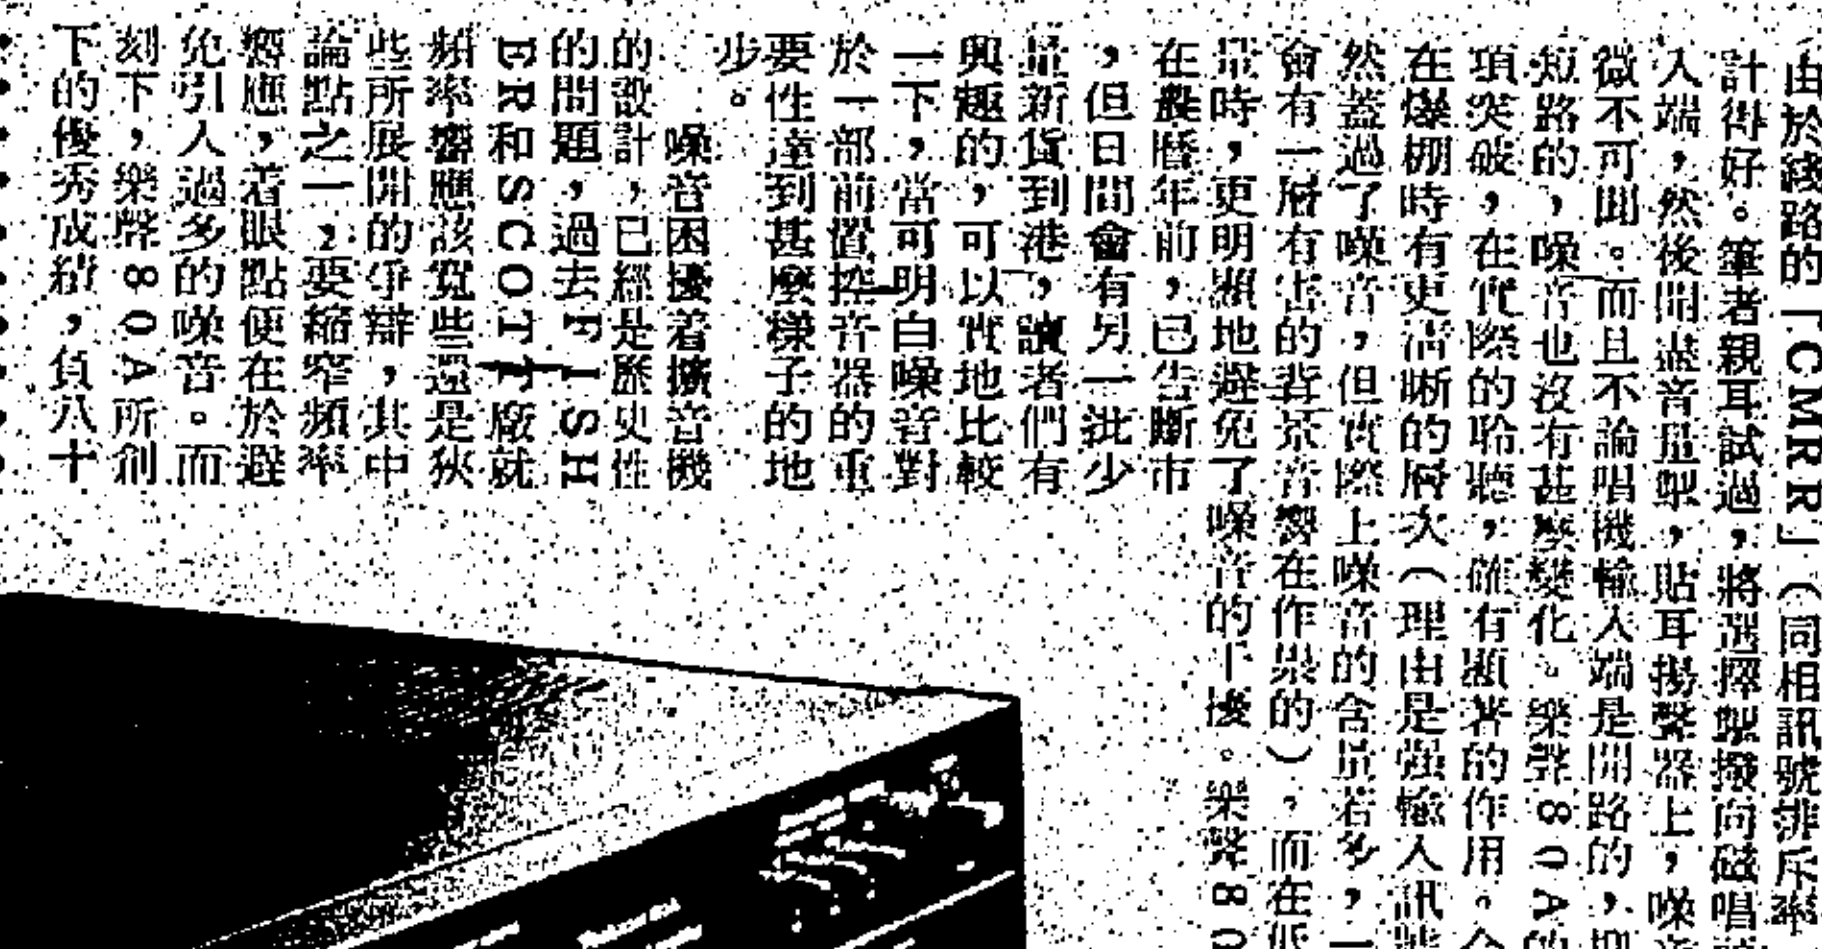 由於綫路的「CMRR」（同相訊號排斥率
計得好。筆者親耳試過，將選擇掣撥向磁唱
入端，然後開盡音量掣，貼耳揚聲器上，噪音
微不可聞。而且不論唱機輸入端是開路的，抑
短路的，噪音也沒有甚麼變化。樂聲80A的
項突破，在實際的聆聽，確有顯著的作用。
在爆棚時有更清晰的層次（理由是强輸入訊號
然蓋過了噪音，但實際上噪音的含量若多，一
會有一層有害的背景音響在作祟的），而在低
量時，更明顯地避免了噪音的干擾。樂聲80
在農曆年前，已告斷市
，但日間會有另一批少
量新貨到港，讀者們有
興趣的，可以實地比較
一下，當可明白噪音對
於一部前置控音器的重
要性達到甚麼樣子的地
步。
噪音困擾着擴音機
的設計，已經是歷史性
的問題，過去FISH
ER和SCOTT廠就
頻率響應該寬些還是狹
些所展開的爭辯，其中
論點之一，要縮窄頻率
響應，着眼點便在於避
免引人過多的噪音。而
刻下，樂聲80A所創
下的優秀成績，負八十